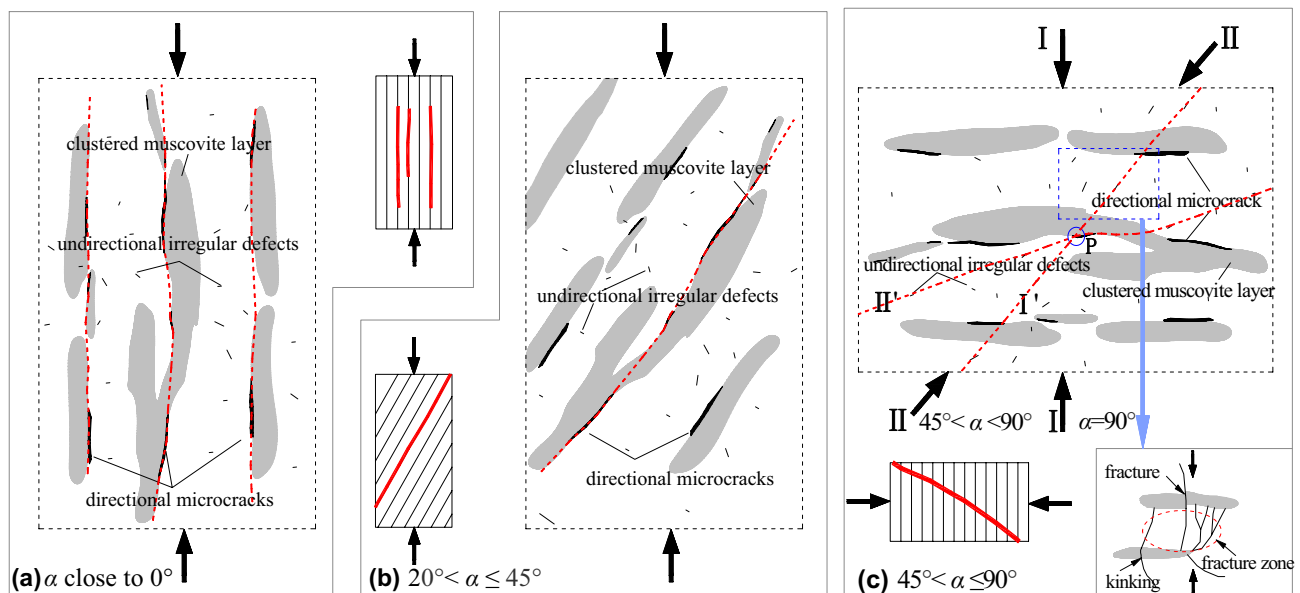 clustered muscovite layer
undirectional irregular defects
directional microcracks
(a) α close to 0°
clustered muscovite layer
undirectional irregular defects
directional microcracks
(b) 20°< α ≤ 45°
I
II
directional microcrack
P
undirectional irregular defects
clustered muscovite layer
II'
I'
II
45°< α <90°
I
α=90°
fracture
fracture zone
kinking
(c) 45°< α ≤90°